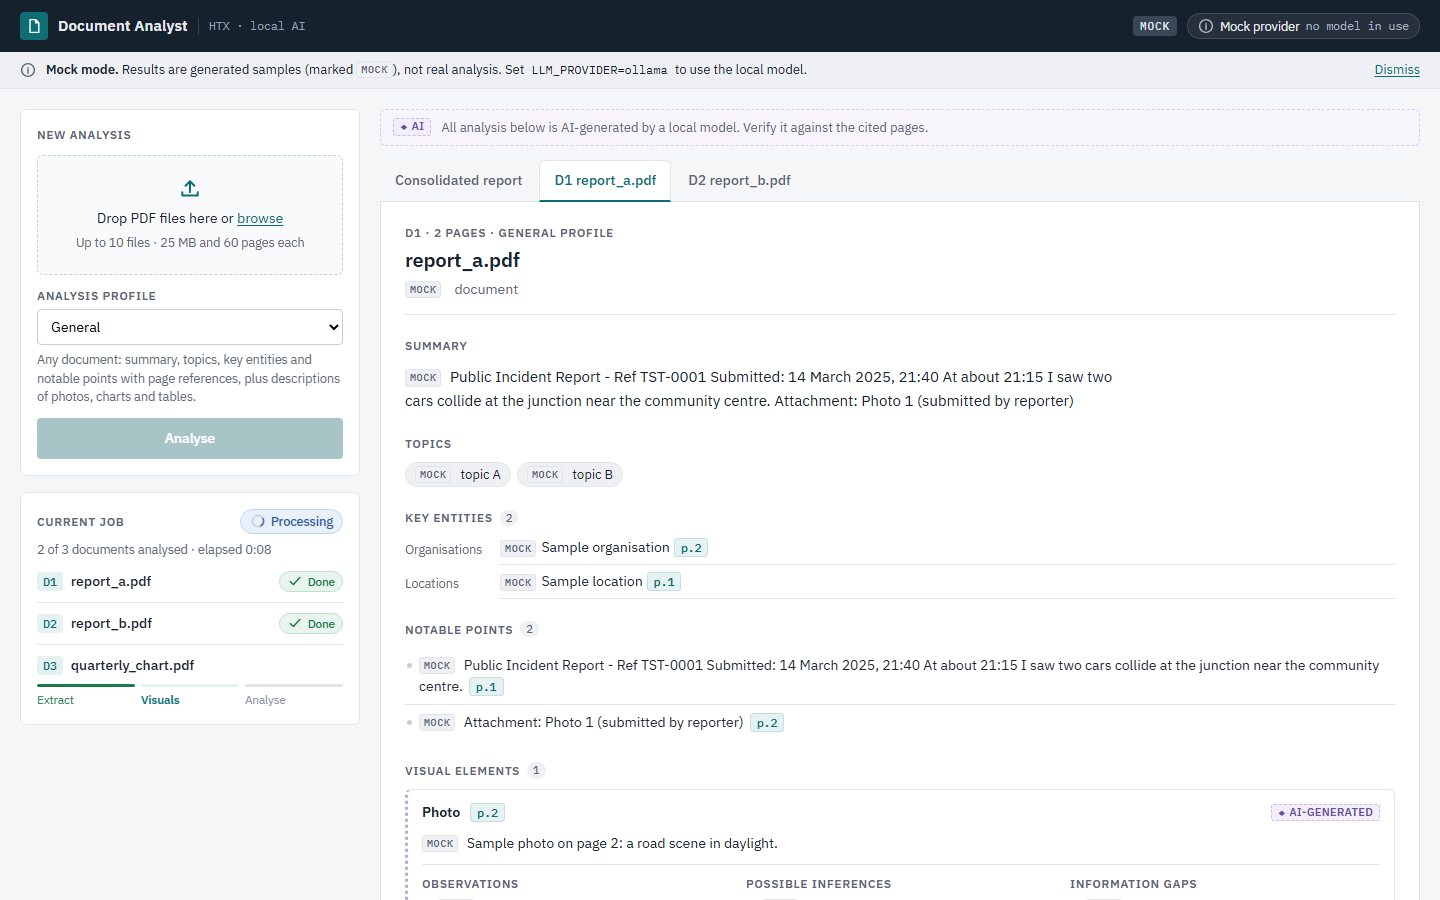 Document Analyst
HTX · local AI
MOCK
Mock provider no model in use
Mock mode. Results are generated samples (marked MOCK), not real analysis. Set LLM_PROVIDER=ollama to use the local model.
Dismiss
NEW ANALYSIS
Drop PDF files here or browse
Up to 10 files · 25 MB and 60 pages each
ANALYSIS PROFILE
General
Any document: summary, topics, key entities and
notable points with page references, plus descriptions
of photos, charts and tables.
Analyse
CURRENT JOB
Processing
2 of 3 documents analysed · elapsed 0:08
D1 report_a.pdf Done
D2 report_b.pdf Done
D3 quarterly_chart.pdf
Extract Visuals Analyse
AI All analysis below is AI-generated by a local model. Verify it against the cited pages.
Consolidated report
D1 report_a.pdf
D2 report_b.pdf
D1 · 2 PAGES · GENERAL PROFILE
report_a.pdf
MOCK document
SUMMARY
MOCK Public Incident Report - Ref TST-0001 Submitted: 14 March 2025, 21:40 At about 21:15 I saw two
cars collide at the junction near the community centre. Attachment: Photo 1 (submitted by reporter)
TOPICS
MOCK topic A MOCK topic B
KEY ENTITIES 2
Organisations MOCK Sample organisation p.2
Locations MOCK Sample location p.1
NOTABLE POINTS 2
MOCK Public Incident Report - Ref TST-0001 Submitted: 14 March 2025, 21:40 At about 21:15 I saw two cars collide at the junction near the community
centre. p.1
MOCK Attachment: Photo 1 (submitted by reporter) p.2
VISUAL ELEMENTS 1
Photo p.2
AI-GENERATED
MOCK Sample photo on page 2: a road scene in daylight.
OBSERVATIONS
POSSIBLE INFERENCES
INFORMATION GAPS